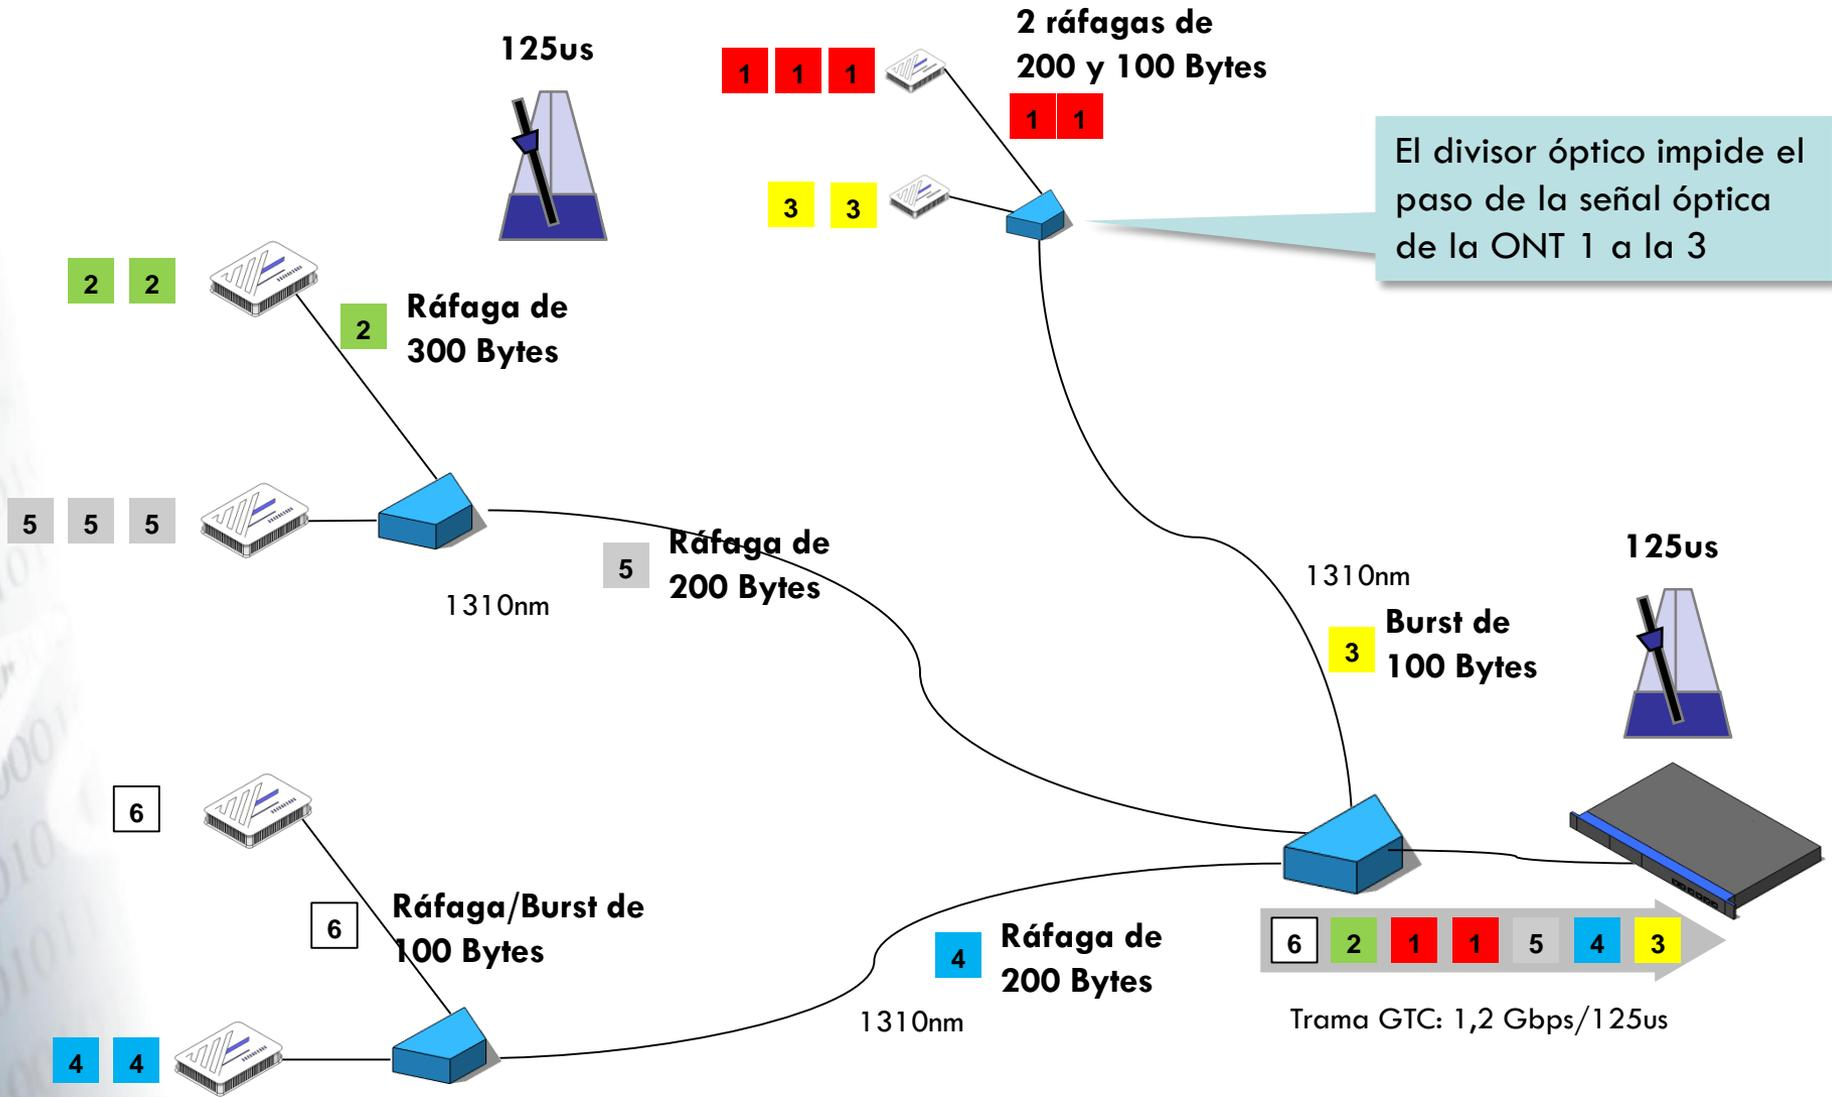 125us
2 ráfagas de
200 y 100 Bytes
1 1 1
1 1
El divisor óptico impide el
paso de la señal óptica
de la ONT 1 a la 3
3 3
2 2
2
Ráfaga de
300 Bytes
5 5 5
5
Ráfaga de
200 Bytes
1310nm
1310nm
125us
3
Burst de
100 Bytes
6
6
Ráfaga/Burst de
100 Bytes
4
Ráfaga de
200 Bytes
1310nm
6 2 1 1 5 4 3
Trama GTC: 1,2 Gbps/125us
4 4